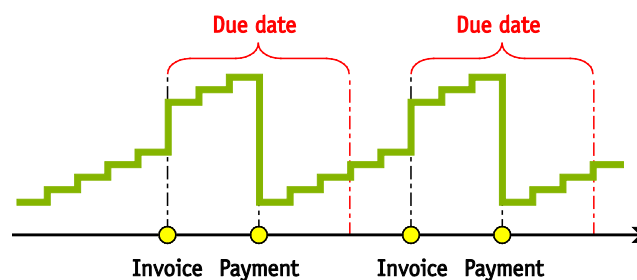 Due date
Due date
Invoice
Payment
Invoice
Payment